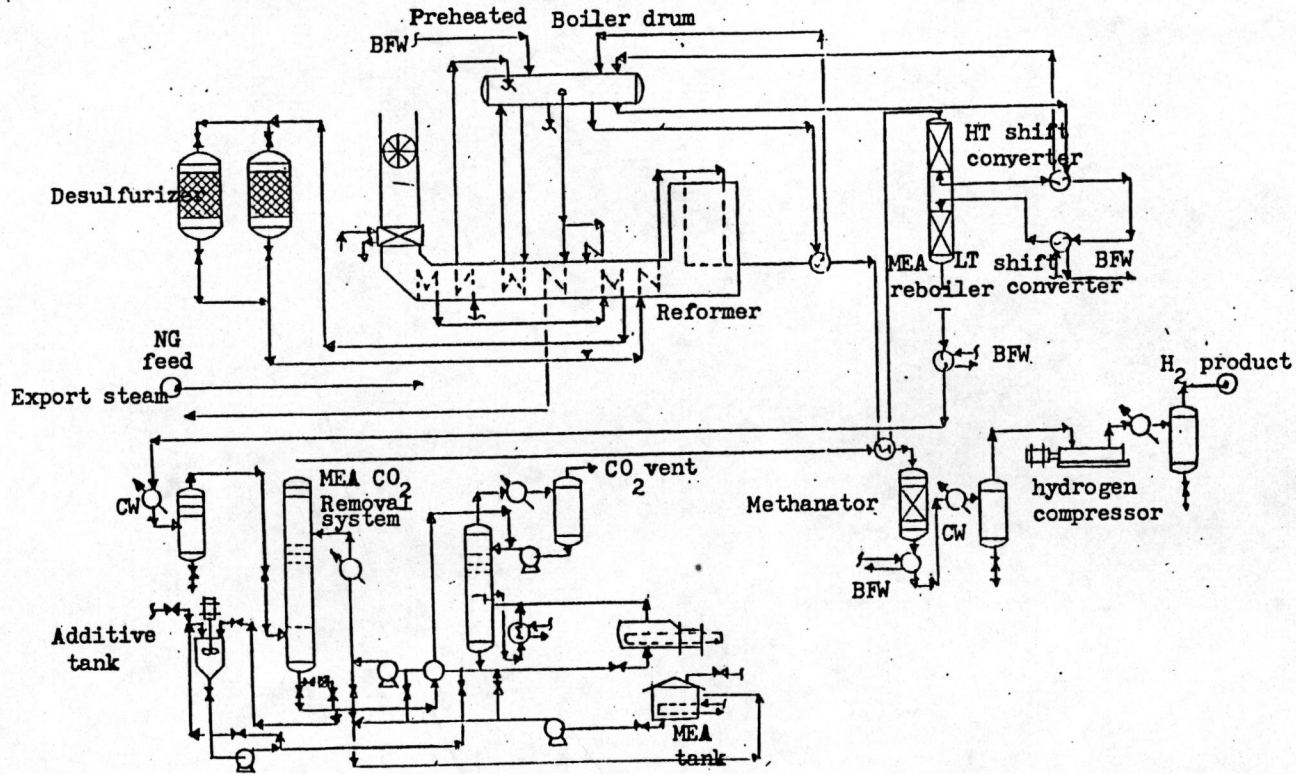 Preheated
BFW
Boiler drum
HT shift
converter
Desulfurizer
MEA
reboiler
LT shift
converter
BFW
Reformer
NG
feed
Export steam
BFW
H2 product
MEA CO2
Removal
system
CO2 vent
CW
Methanator
CW
hydrogen
compressor
BFW
Additive
tank
MEA
tank